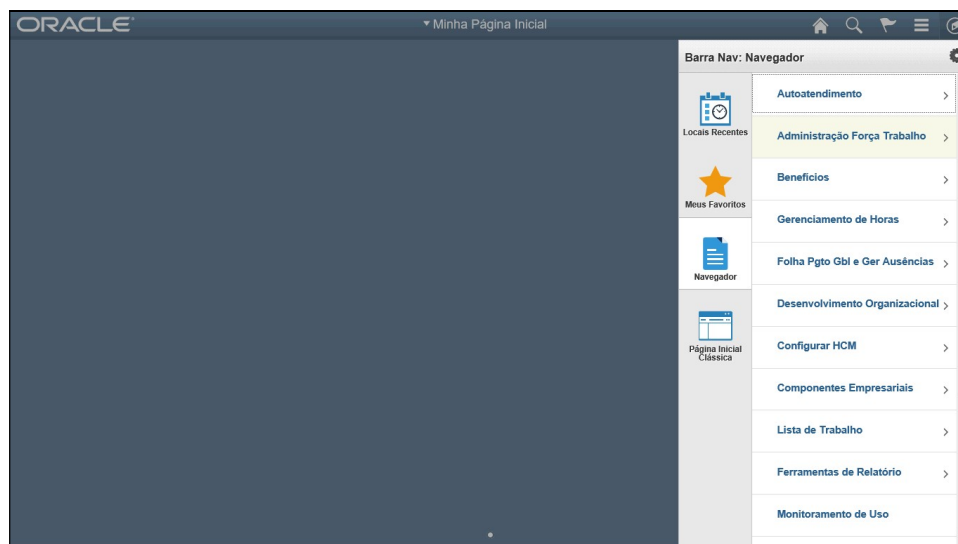 ORACLE
Minha Página Inicial
Barra Nav: Navegador
Locais Recentes
Meus Favoritos
Navegador
Página Inicial
Clássica
Autoatendimento
Administração Força Trabalho
Benefícios
Gerenciamento de Horas
Folha Pgto Gbl e Ger Ausências
Desenvolvimento Organizacional
Configurar HCM
Componentes Empresariais
Lista de Trabalho
Ferramentas de Relatório
Monitoramento de Uso